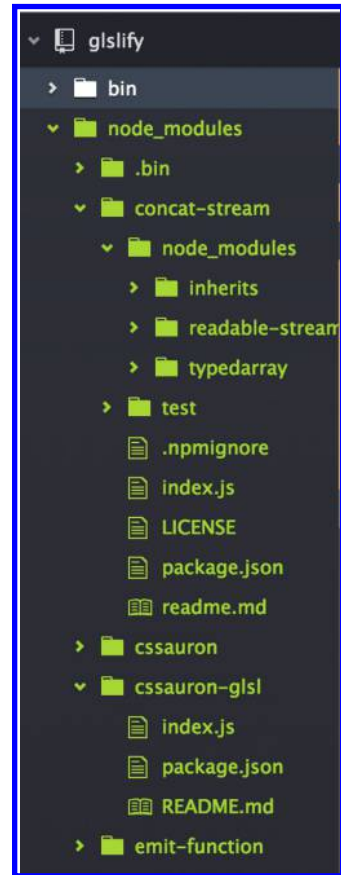 glslify
bin
node_modules
.bin
concat-stream
node_modules
inherits
readable-stream
typedarray
test
.npmignore
index.js
LICENSE
package.json
readme.md
cssauron
cssauron-glsl
index.js
package.json
README.md
emit-function